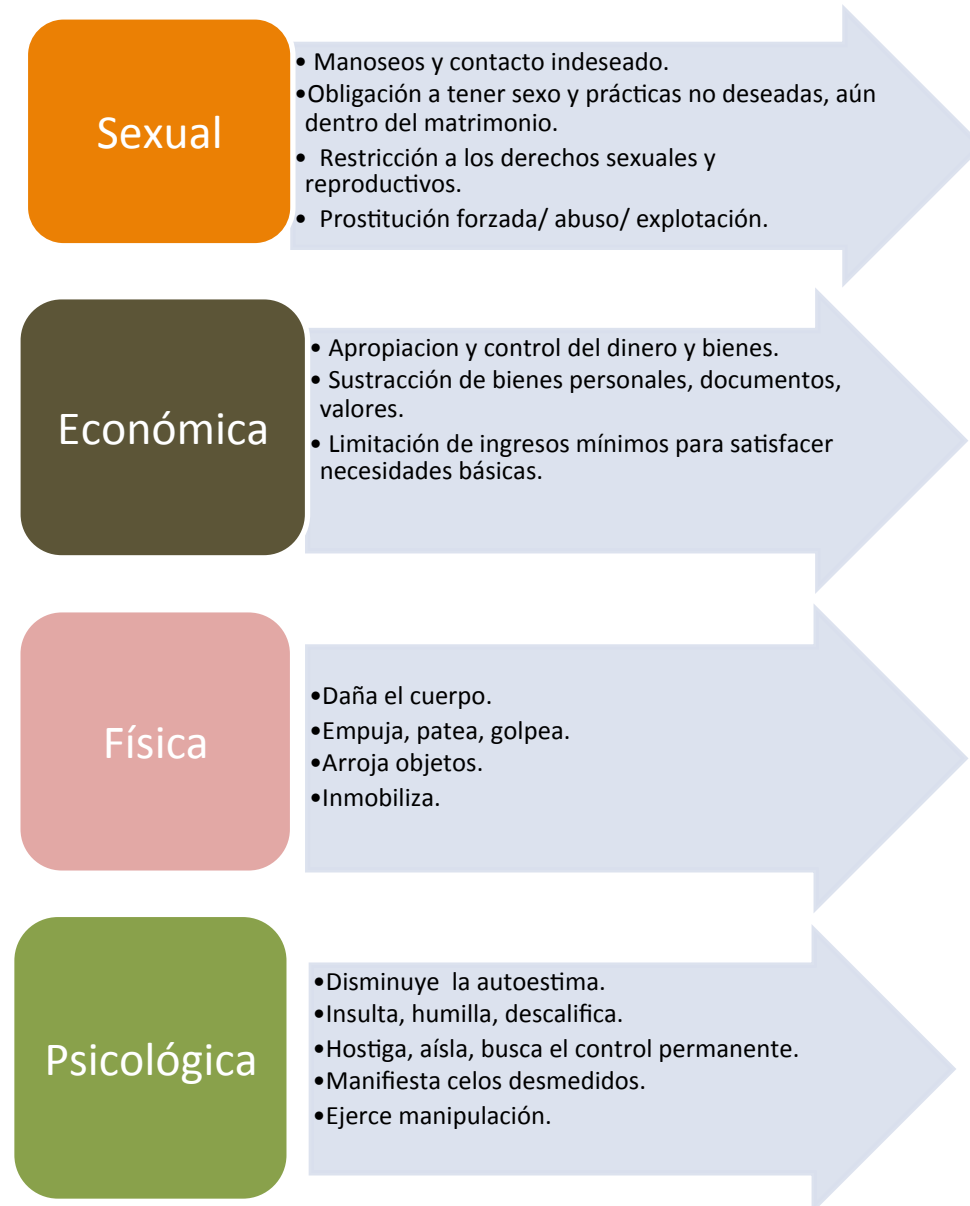 Sexual
• Manoseos y contacto indeseado.
•Obligación a tener sexo y prácticas no deseadas, aún
dentro del matrimonio.
• Restricción a los derechos sexuales y
reproductivos.
• Prostitución forzada/ abuso/ explotación.
Económica
• Apropiacion y control del dinero y bienes.
• Sustracción de bienes personales, documentos,
valores.
• Limitación de ingresos mínimos para satisfacer
necesidades básicas.
Física
•Daña el cuerpo.
•Empuja, patea, golpea.
•Arroja objetos.
•Inmobiliza.
Psicológica
•Disminuye la autoestima.
•Insulta, humilla, descalifica.
•Hostiga, aísla, busca el control permanente.
•Manifiesta celos desmedidos.
•Ejerce manipulación.